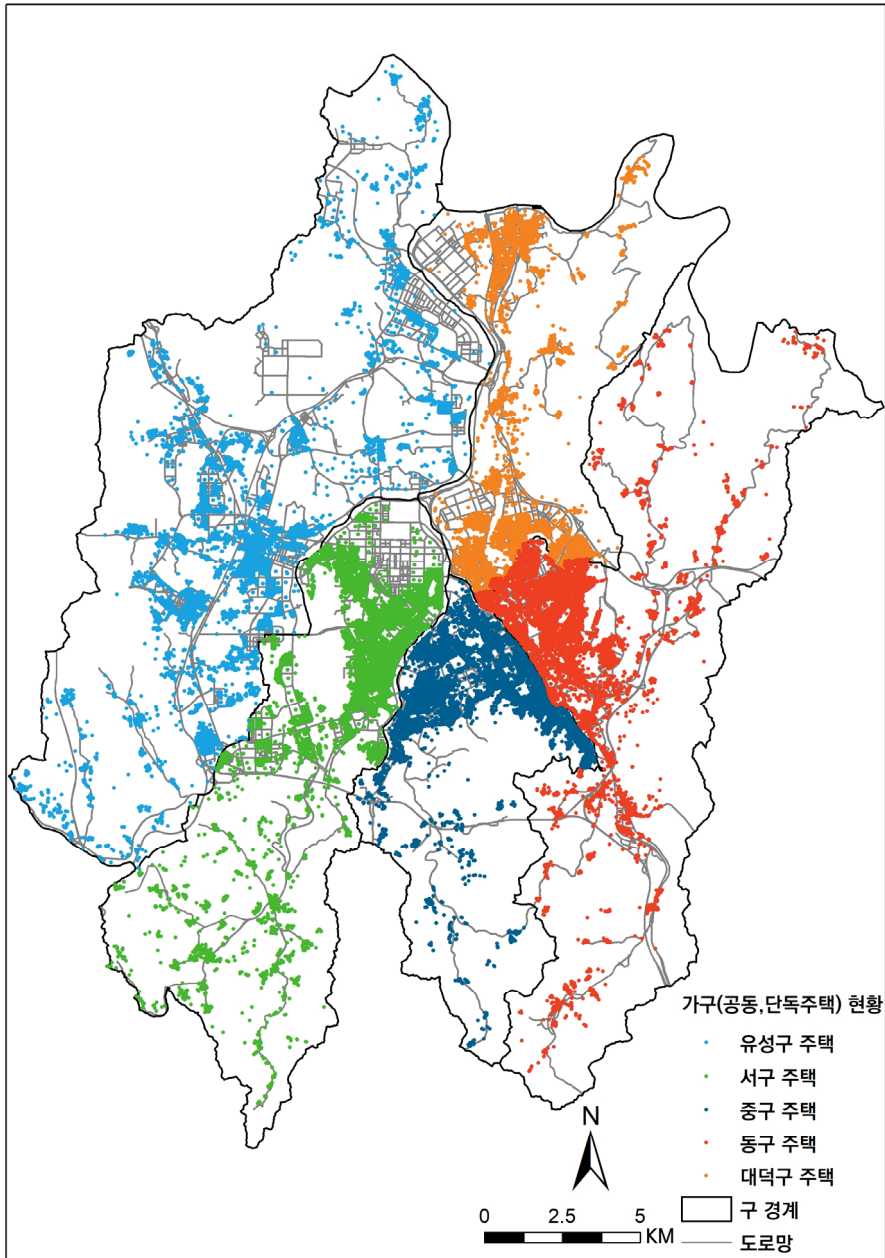 가구(공동,단독주택) 현황
유성구 주택
서구 주택
중구 주택
동구 주택
대덕구 주택
구 경계
도로망
N
0 2.5 5
KM